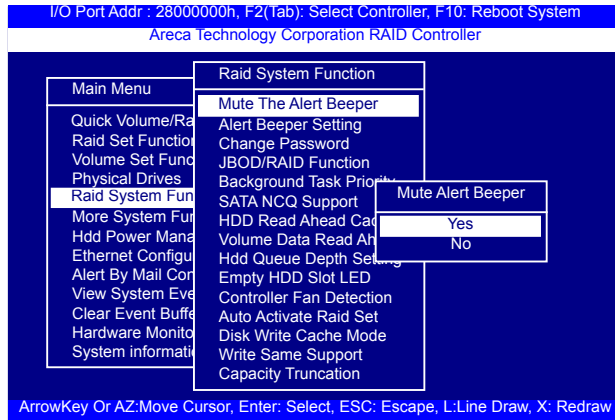 I/O Port Addr : 28000000h, F2(Tab): Select Controller, F10: Reboot System
Areca Technology Corporation RAID Controller
Main Menu
Quick Volume/Ra
Raid Set Function
Volume Set Func
Physical Drives
Raid System Fun
More System Fun
Hdd Power Mana
Ethernet Configu
Alert By Mail Con
View System Eve
Clear Event Buffe
Hardware Monito
System informati
Raid System Function
Mute The Alert Beeper
Alert Beeper Setting
Change Password
JBOD/RAID Function
Background Task Priority
SATA NCQ Support
HDD Read Ahead Cac
Volume Data Read Ah
Hdd Queue Depth Setting
Empty HDD Slot LED
Controller Fan Detection
Auto Activate Raid Set
Disk Write Cache Mode
Write Same Support
Capacity Truncation
Mute Alert Beeper
Yes
No
ArrowKey Or AZ:Move Cursor, Enter: Select, ESC: Escape, L:Line Draw, X: Redraw